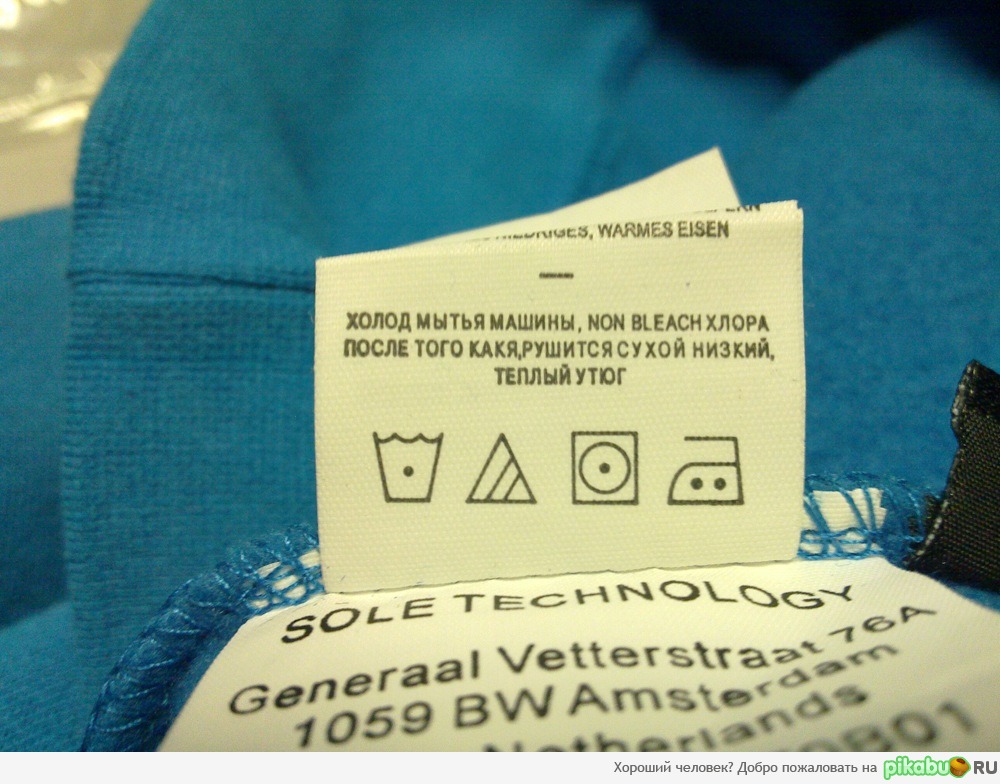 WARMES EISEN
ХОЛОД МЫТЬЯ МАШИНЫ, NON BLEACH ХЛОРА
ПОСЛЕ ТОГО КАКЯ,РУШИТСЯ СУХОЙ НИЗКИЙ,
ТЕПЛЫЙ УТЮГ
SOLE TECHNOLOGY
Generaal Vetterstraat 76A
1059 BW Amsterdam
Netherlands
Хороший человек? Добро пожаловать на pikabu.RU